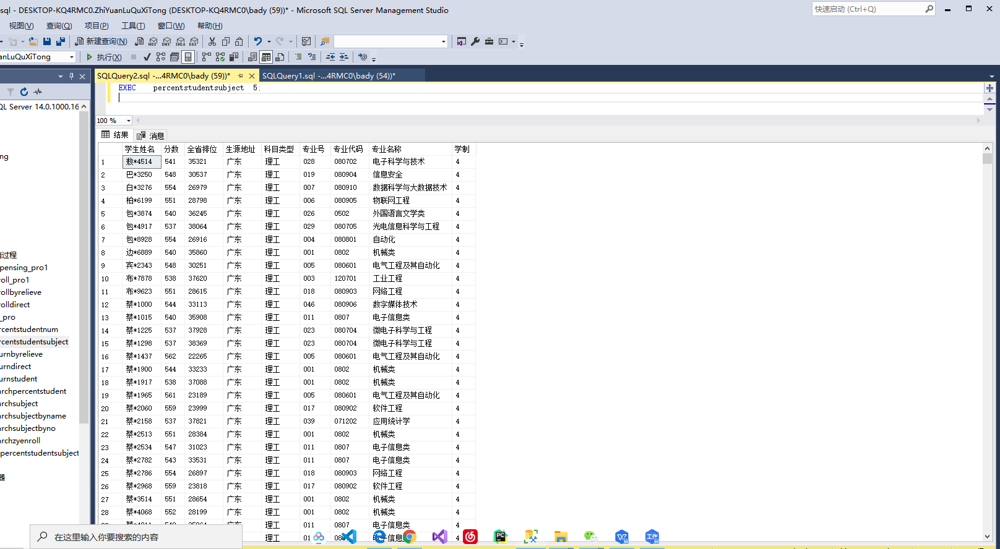 sql - DESKTOP-KQ4RMC0.ZhiYuanLuQuXiTong (DESKTOP-KQ4RMC0\bady (59))* - Microsoft SQL Server Management Studio
快速启动 (Ctrl+Q)
视图(V) 查询(Q) 项目(P) 工具(T) 窗口(W) 帮助(H)
新建查询(N)
anLuQuXiTong 执行(X)
SQLQuery2.sql -...4RMC0\bady (59))* SQLQuery1.sql -...4RMC0\bady (54))*
EXEC percentstudentsubject 5;
QL Server 14.0.1000.16
ng
过程
pensing_pro1
roll_pro1
rollbyrelieve
rolldirect
_pro
rcentstudentnum
rcentstudentsubject
urnbyrelieve
urndirect
urnstudent
archpercentstudent
archsubject
archsubjectbyname
archsubjectbyno
archzyenroll
percentstudentsubject
器
100 %
结果 消息
学生姓名 分数 全省排位 生源地址 科目类型 专业号 专业代码 专业名称 学制
1 敖*4514 541 35321 广东 理工 028 080702 电子科学与技术 4
2 巴*3250 548 30537 广东 理工 019 080904 信息安全 4
3 白*3276 554 26979 广东 理工 007 080910 数据科学与大数据技术 4
4 柏*6199 551 28798 广东 理工 006 080905 物联网工程 4
5 包*3874 540 36245 广东 理工 026 0502 外国语言文学类 4
6 包*4917 537 38064 广东 理工 029 080705 光电信息科学与工程 4
7 包*8928 554 26916 广东 理工 004 080801 自动化 4
8 边*6889 540 35860 广东 理工 001 0802 机械类 4
9 宾*2343 548 30251 广东 理工 005 080601 电气工程及其自动化 4
10 布*7878 538 37620 广东 理工 003 120701 工业工程 4
11 布*9623 551 28615 广东 理工 018 080903 网络工程 4
12 蔡*1000 544 33113 广东 理工 046 080906 数字媒体技术 4
13 蔡*1015 540 35908 广东 理工 011 0807 电子信息类 4
14 蔡*1225 537 37928 广东 理工 023 080704 微电子科学与工程 4
15 蔡*1298 537 38369 广东 理工 023 080704 微电子科学与工程 4
16 蔡*1437 562 22265 广东 理工 005 080601 电气工程及其自动化 4
17 蔡*1900 544 33233 广东 理工 001 0802 机械类 4
18 蔡*1917 538 37088 广东 理工 001 0802 机械类 4
19 蔡*1965 561 23189 广东 理工 005 080601 电气工程及其自动化 4
20 蔡*2060 559 23999 广东 理工 017 080902 软件工程 4
21 蔡*2158 537 37821 广东 理工 039 071202 应用统计学 4
22 蔡*2513 551 28384 广东 理工 001 0802 机械类 4
23 蔡*2534 547 31023 广东 理工 011 0807 电子信息类 4
24 蔡*2782 543 33531 广东 理工 011 0807 电子信息类 4
25 蔡*2786 554 26897 广东 理工 018 080903 网络工程 4
26 蔡*2968 559 23818 广东 理工 017 080902 软件工程 4
27 蔡*3514 551 28654 广东 理工 001 0802 机械类 4
28 蔡*4068 552 28199 广东 理工 001 0802 机械类 4
广东 理工 011 0807 电子信息类 4
理工 01 信息类 4
在这里输入你要搜索的内容